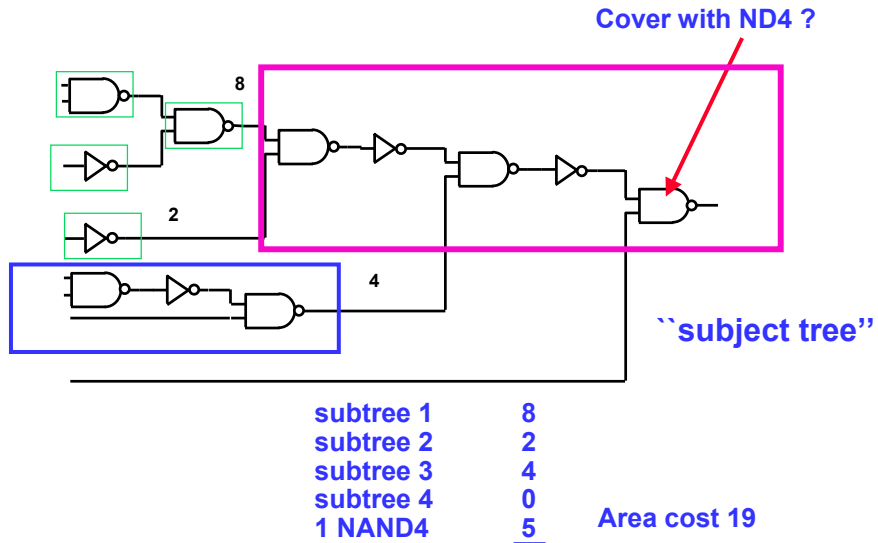 Cover with ND4 ?
8
2
4
``subject tree’’
subtree 1 8
subtree 2 2
subtree 3 4
subtree 4 0
1 NAND4 5 Area cost 19